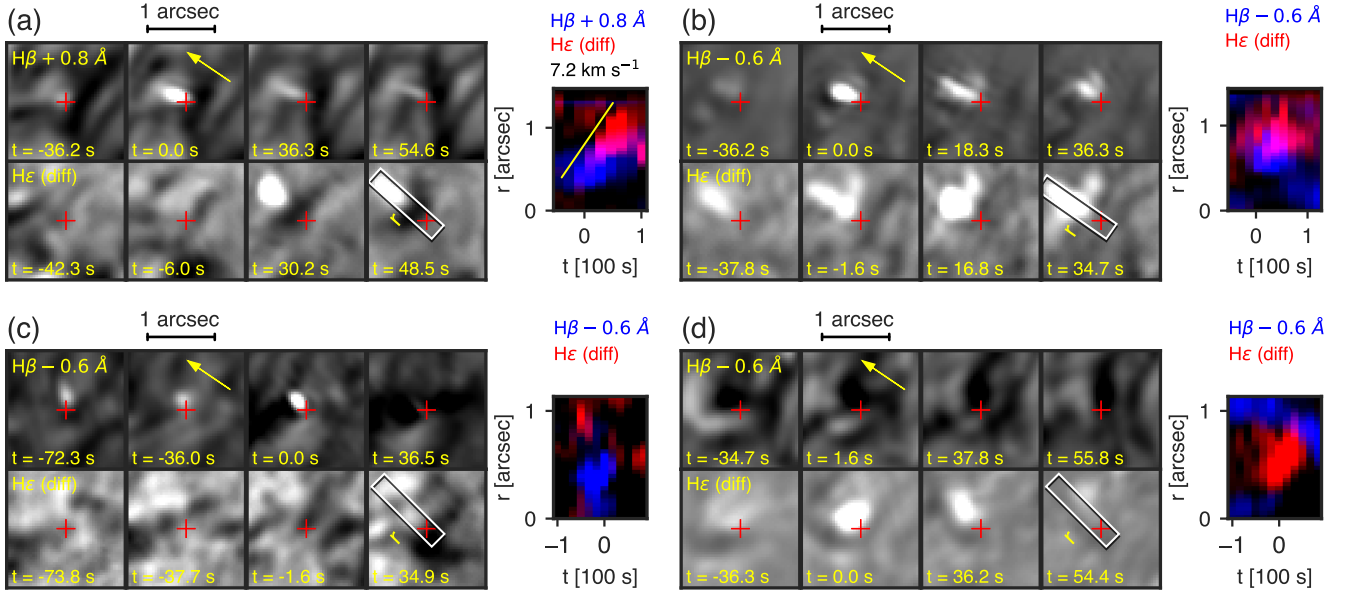 (a)
1 arcsec
Hβ + 0.8 Å
t = -36.2 s
t = 0.0 s
t = 36.3 s
t = 54.6 s
Hε (diff)
r
t = -42.3 s
t = -6.0 s
t = 30.2 s
t = 48.5 s
Hβ + 0.8 Å
Hε (diff)
7.2 km s⁻¹
r [arcsec]
1
0
0
1
t [100 s]
(b)
1 arcsec
Hβ − 0.6 Å
t = -36.2 s
t = 0.0 s
t = 18.3 s
t = 36.3 s
Hε (diff)
r
t = -37.8 s
t = -1.6 s
t = 16.8 s
t = 34.7 s
Hβ − 0.6 Å
Hε (diff)
r [arcsec]
1
0
0
1
t [100 s]
(c)
1 arcsec
Hβ − 0.6 Å
t = -72.3 s
t = -36.0 s
t = 0.0 s
t = 36.5 s
Hε (diff)
r
t = -73.8 s
t = -37.7 s
t = -1.6 s
t = 34.9 s
Hβ − 0.6 Å
Hε (diff)
r [arcsec]
1
0
−1
0
t [100 s]
(d)
1 arcsec
Hβ − 0.6 Å
t = -34.7 s
t = 1.6 s
t = 37.8 s
t = 55.8 s
Hε (diff)
r
t = -36.3 s
t = 0.0 s
t = 36.2 s
t = 54.4 s
Hβ − 0.6 Å
Hε (diff)
r [arcsec]
1
0
−1
0
t [100 s]